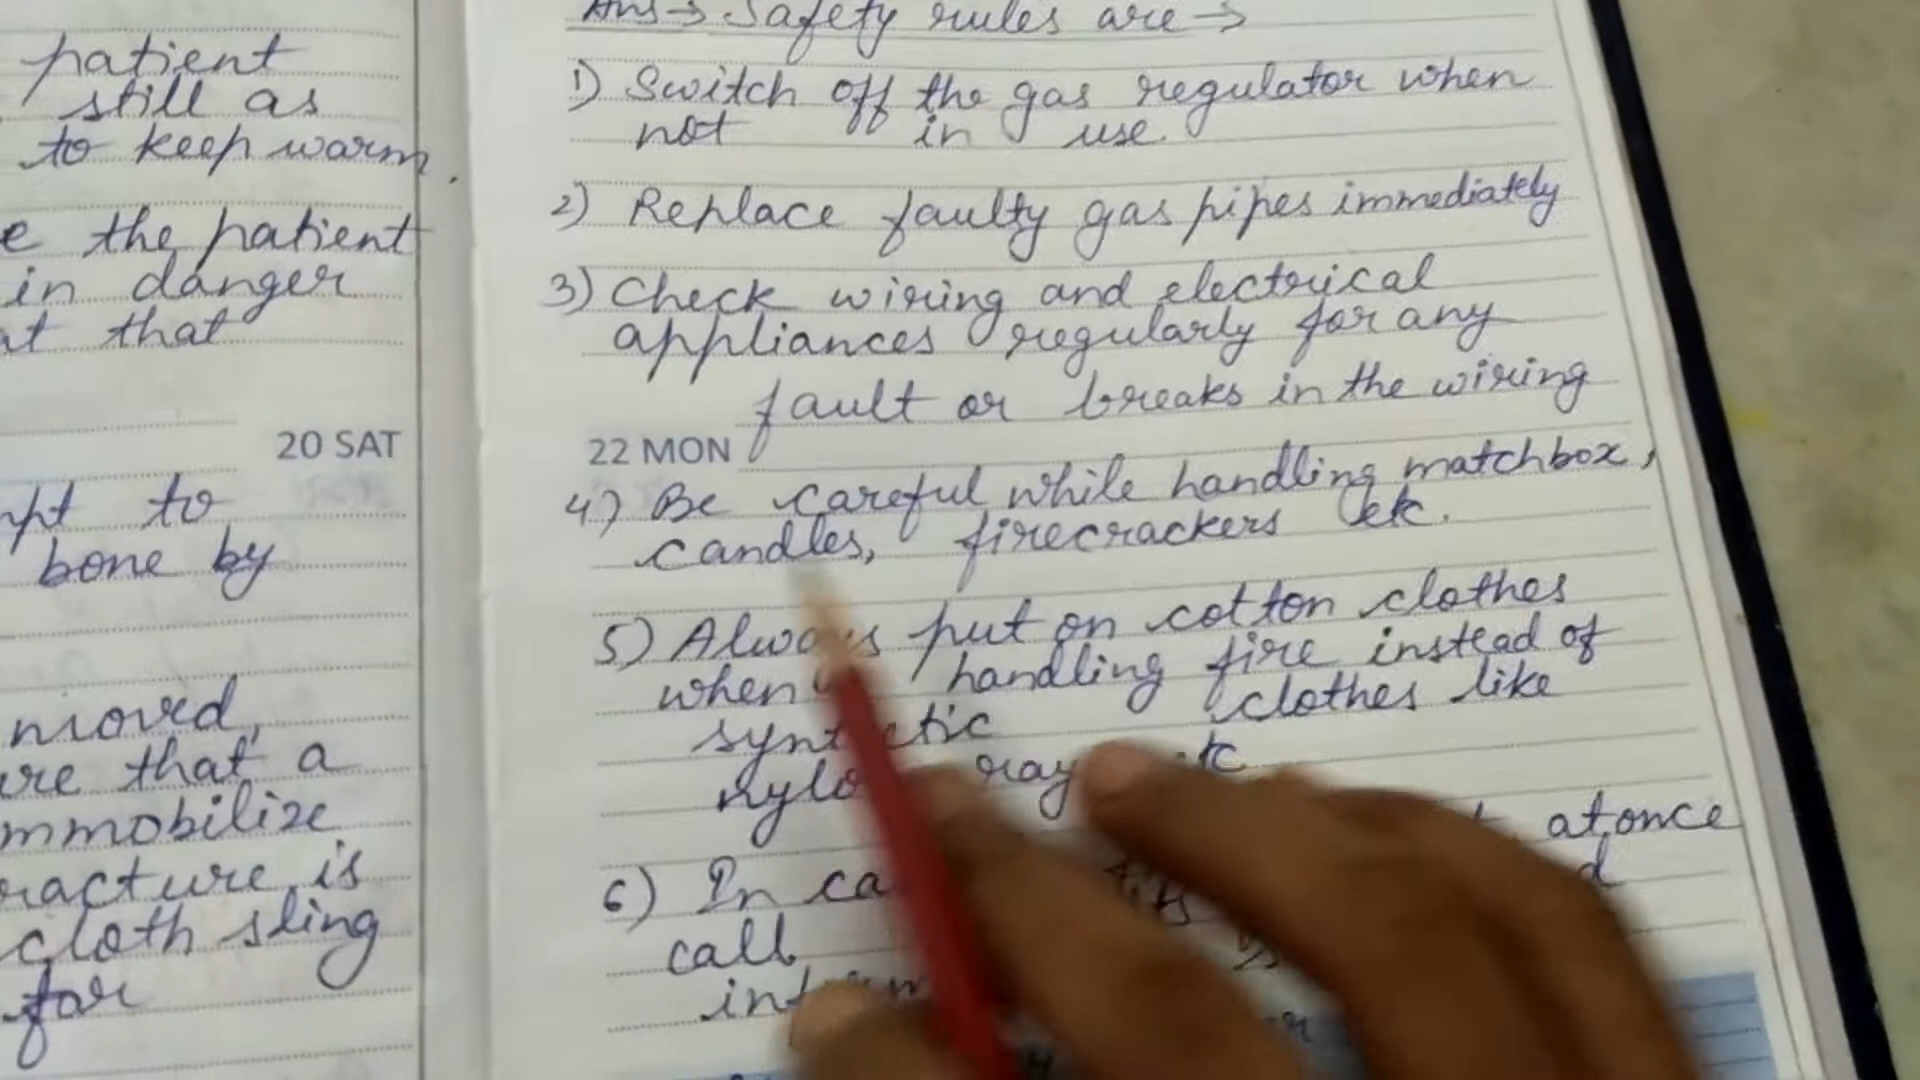 patient
still as
to keep warm.
e the patient
in danger
at that
20 SAT
to
bone by
moved,
that a
mmobilize
racture is
cloth sling
for
Ans → Safety rules are →
1) Switch off the gas regulator when
not in use.
2) Replace faulty gas pipes immediately
3) Check wiring and electrical
appliances regularly for any
fault or breaks in the wiring
22 MON
4) Be careful while handling matchbox,
candles, firecrackers etc.
5) Always put on cotton clothes
when handling fire instead of
synthetic clothes like
6) In
at once
call